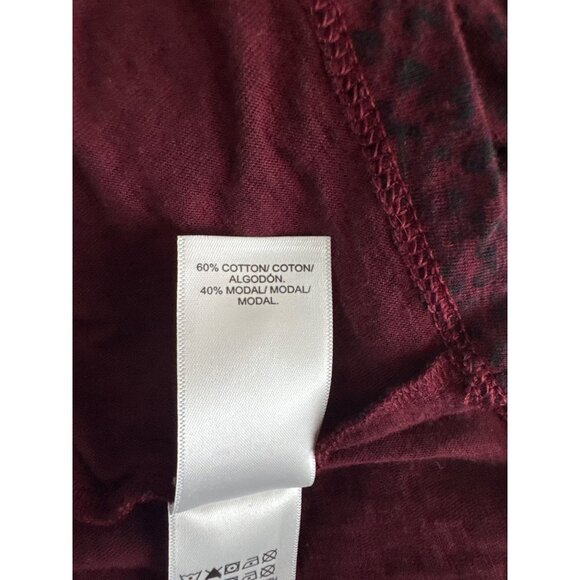 60% COTTON/ COTON/
ALGODÓN.
40% MODAL/ MODAL/
MODAL.